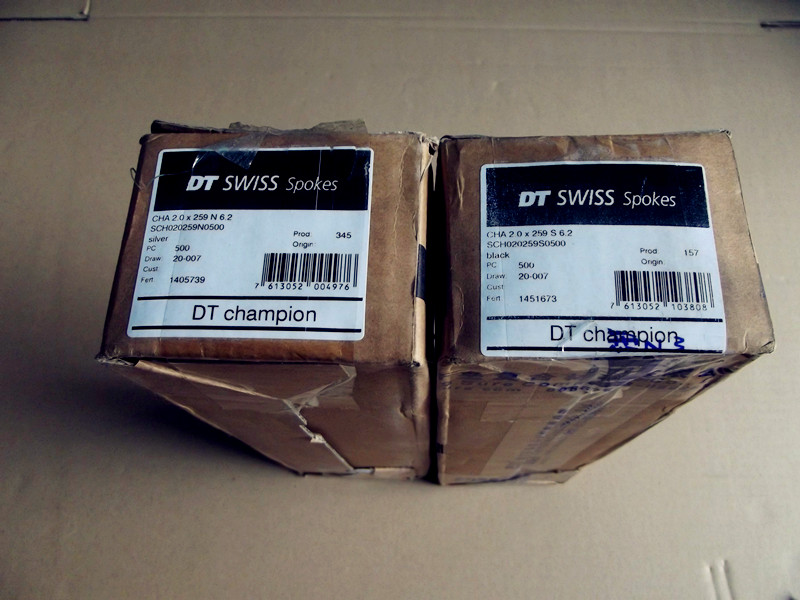 DT SWISS Spokes
CHA 2.0 x 259 N 6.2
SCH020259N0500
silver
PC 500
Draw: 20-007
Cust
Fert: 1405739
Prod 345
Origin:
7 613052 004976
DT champion
DT SWISS Spokes
CHA 2.0 x 259 S 6.2
SCH020259S0500
black
PC 500
Draw: 20-007
Cust
Fert: 1451673
Prod 157
Origin
7 613052 103808
DT champion